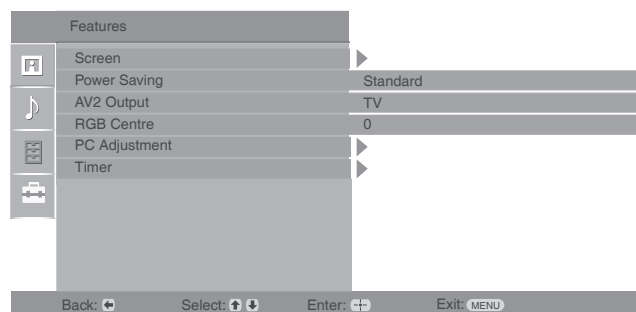 Features
Screen
Power Saving Standard
AV2 Output TV
RGB Centre 0
PC Adjustment
Timer
Back: Select: Enter: Exit: MENU